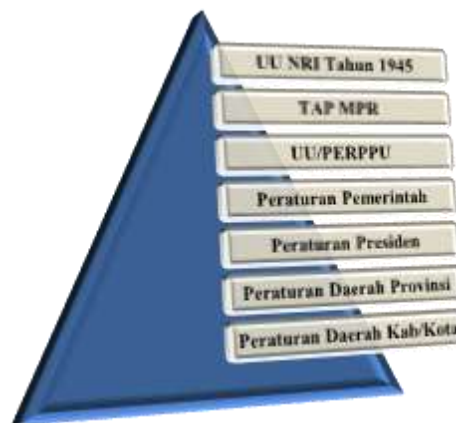 UU NRI Tahun 1945
TAP MPR
UU/PERPPU
Peraturan Pemerintah
Peraturan Presiden
Peraturan Daerah Provinsi
Peraturan Daerah Kab/Kota